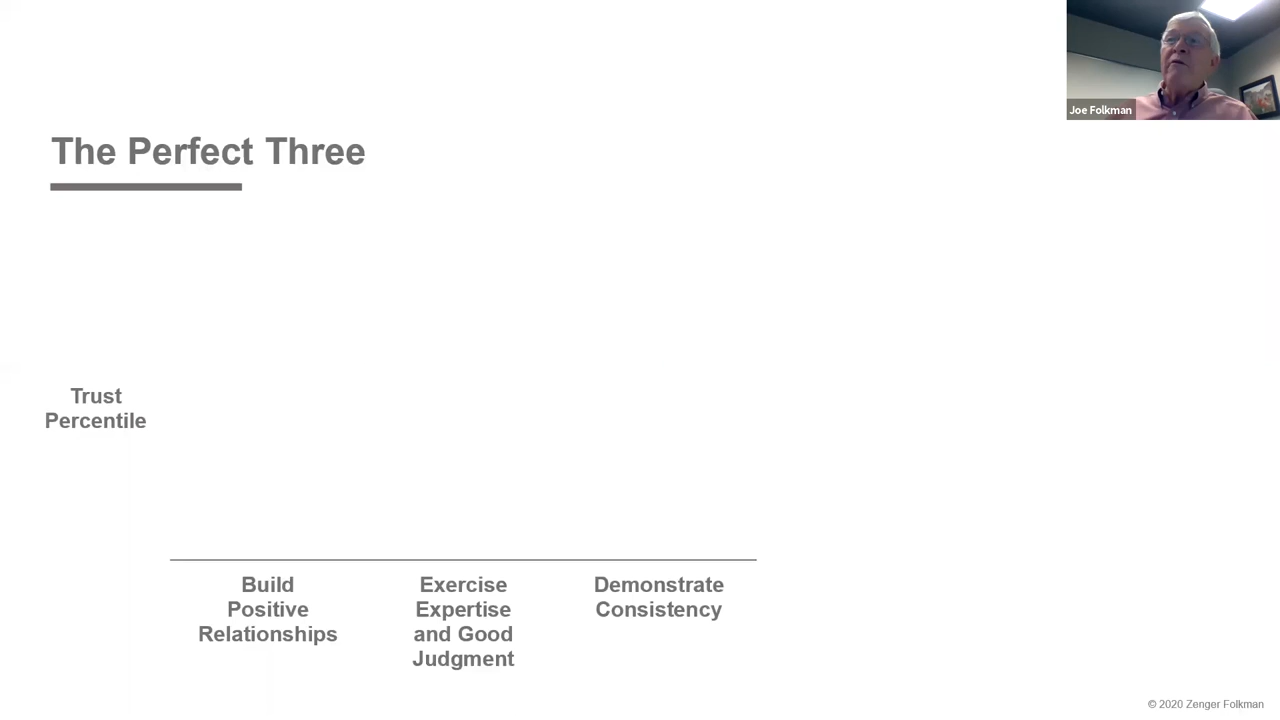 Joe Folkman
The Perfect Three
Trust
Percentile
Build
Positive
Relationships
Exercise
Expertise
and Good
Judgment
Demonstrate
Consistency
© 2020 Zenger Folkman